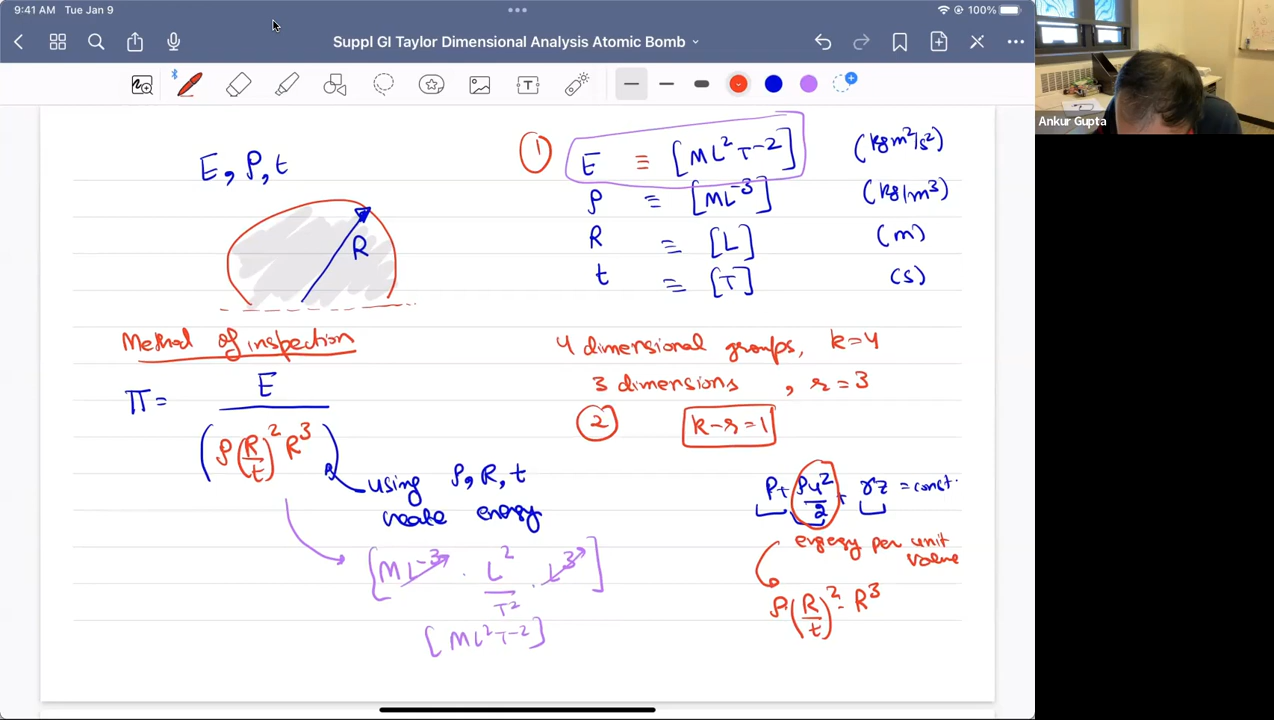 9:41 AM Tue Jan 9
100%
Suppl GI Taylor Dimensional Analysis Atomic Bomb
Ankur Gupta
E, ρ, t
R
① E ≡ [ML²T⁻²] (kg m²/s²)
ρ ≡ [ML⁻³] (kg/m³)
R ≡ [L] (m)
t ≡ [T] (s)
Method of inspection
4 dimensional groups, k=4
3 dimensions , r=3
② k-r=1
Π = E / (ρ(R/t)² R³)
using ρ, R, t
create energy
[ML⁻³ · L²/T² · L³]
[ML²T⁻²]
P + ρu²/2 + γz = const.
energy per unit
volume
ρ(R/t)² · R³